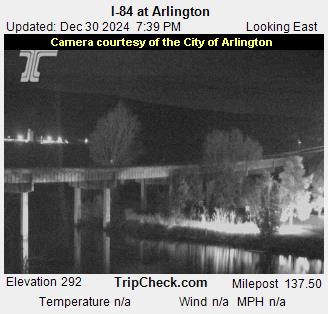 I-84 at Arlington
Updated: Dec 30 2024 7:39 PM Looking East
Camera courtesy of the City of Arlington
Elevation 292 TripCheck.com Milepost 137.50
Temperature n/a Wind n/a MPH n/a